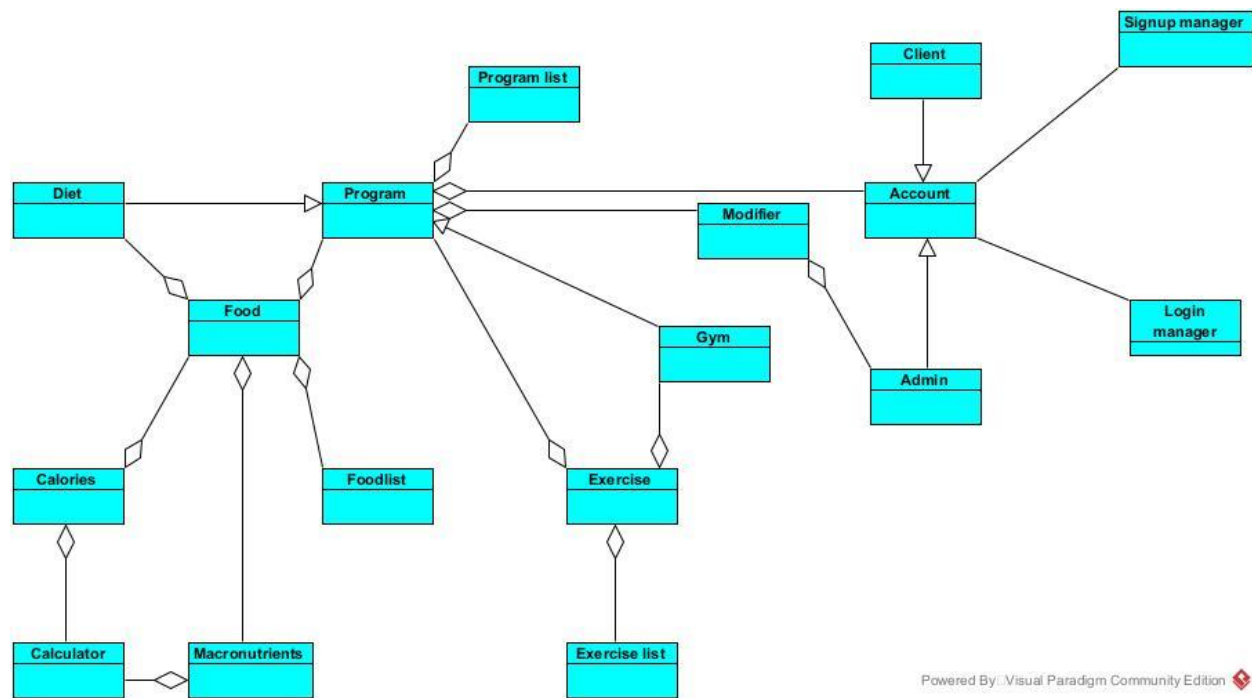 Signup manager
Client
Program list
Diet
Program
Account
Modifier
Food
Gym
Login
manager
Admin
Calories
Foodlist
Exercise
Calculator
Macronutrients
Exercise list
Powered By Visual Paradigm Community Edition